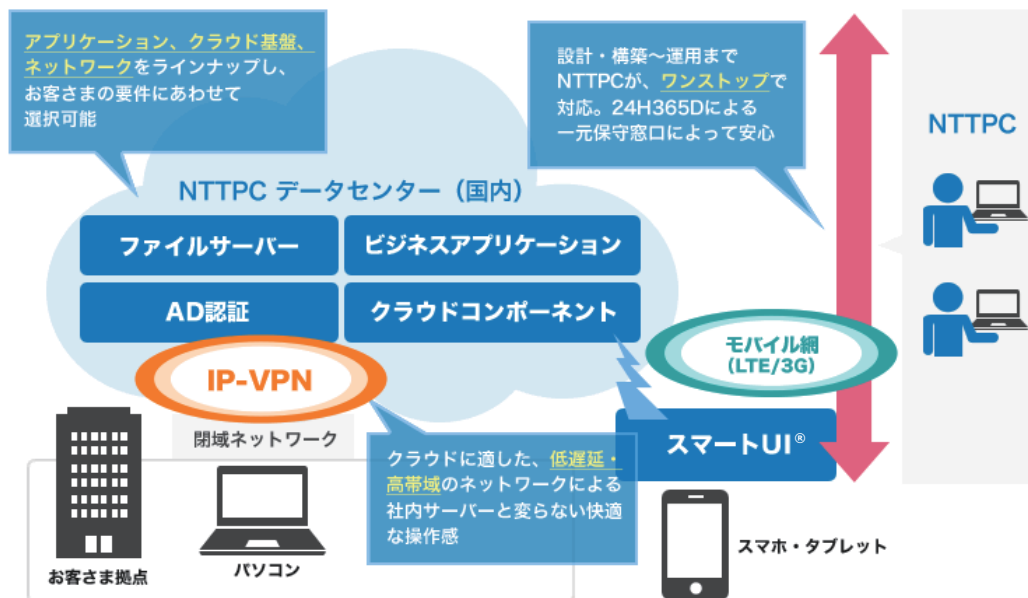 アプリケーション、クラウド基盤、
ネットワークをラインナップし、
お客さまの要件にあわせて
選択可能
設計・構築〜運用まで
NTTPCが、ワンストップで
対応。24H365Dによる
一元保守窓口によって安心
NTTPC
NTTPC データセンター（国内）
ファイルサーバー
ビジネスアプリケーション
AD認証
クラウドコンポーネント
IP-VPN
モバイル網
(LTE/3G)
閉域ネットワーク
スマートUI®
クラウドに適した、低遅延・
高帯域のネットワークによる
社内サーバーと変らない快適
な操作感
お客さま拠点
パソコン
スマホ・タブレット